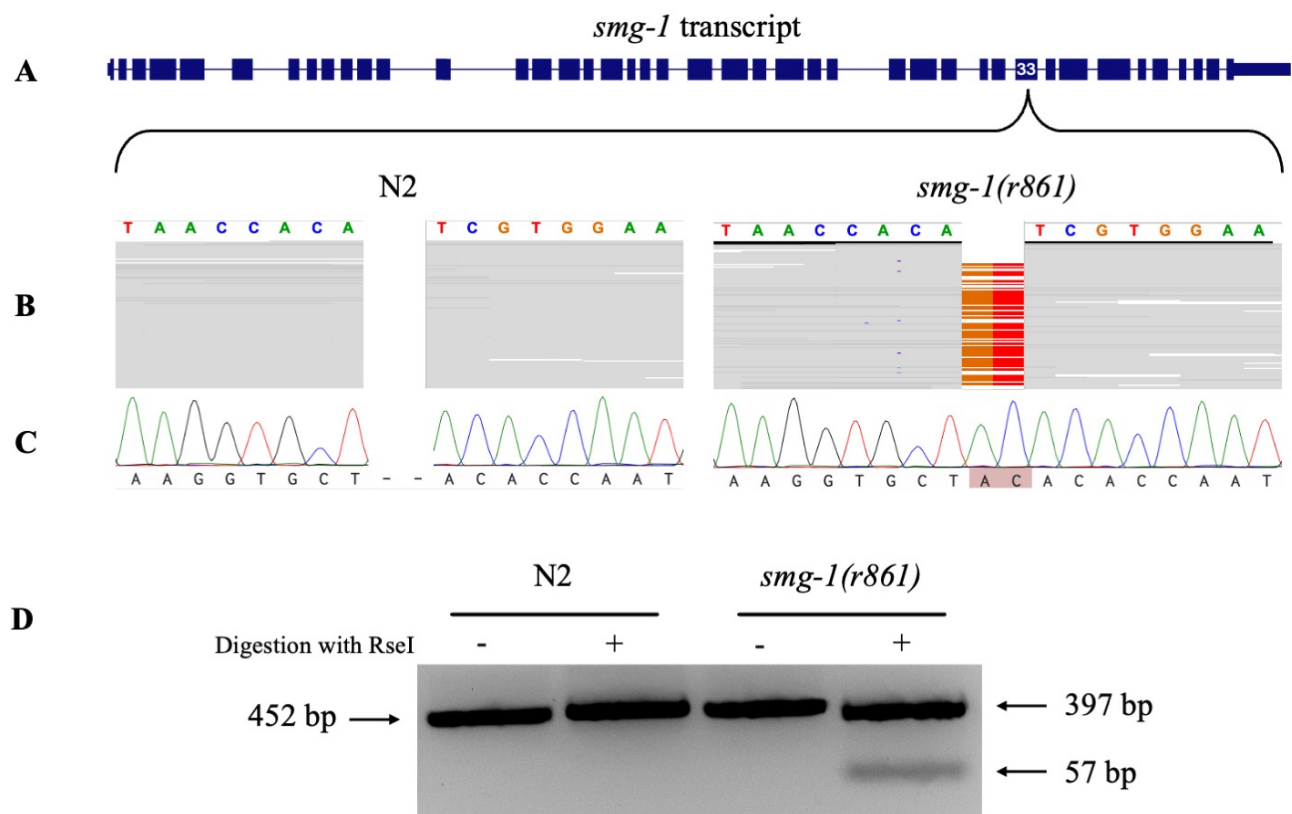 smg-1 transcript
A
33
N2
smg-1(r861)
T A A C C A C A T C G T G G A A
T A A C C A C A T C G T G G A A
B
C
A A G G T G C T - - A C A C C A A T
A A G G T G C T A C A C A C C A A T
N2
smg-1(r861)
D
Digestion with RseI - + - +
452 bp
397 bp
57 bp